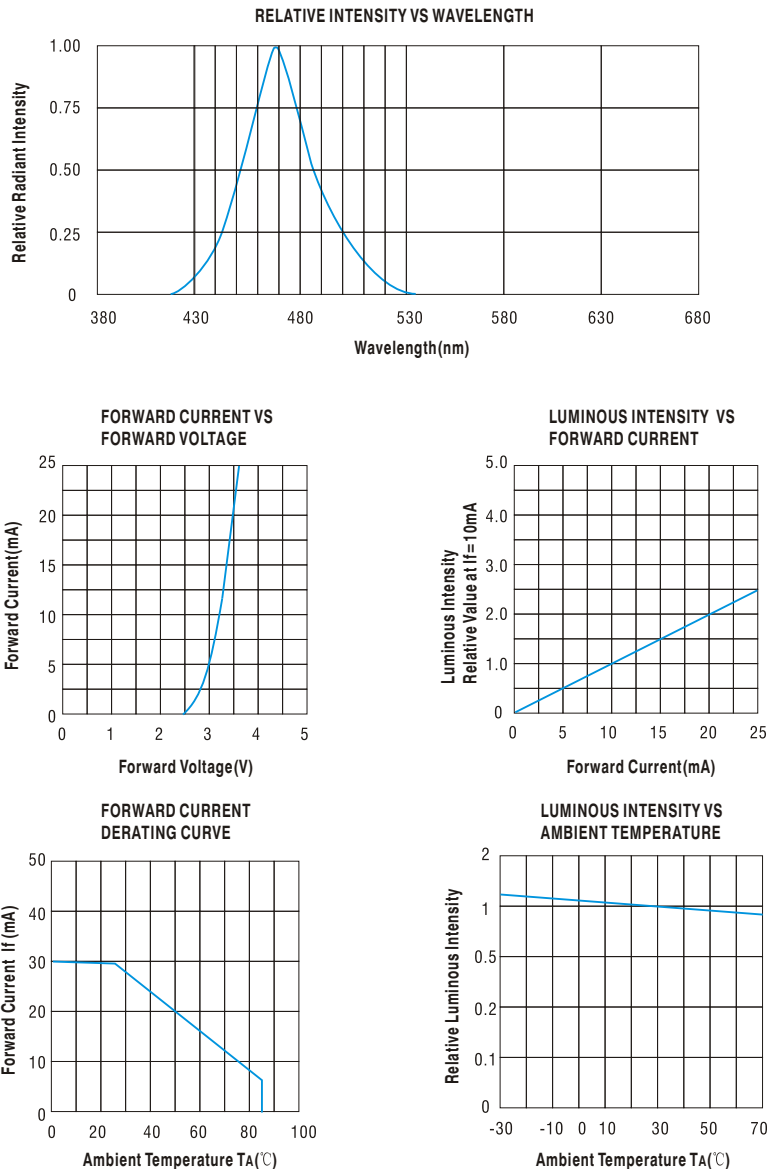 RELATIVE INTENSITY VS WAVELENGTH
Relative Radiant Intensity
1.00
0.75
0.50
0.25
0
380 430 480 530 580 630 680
Wavelength(nm)
FORWARD CURRENT VS
FORWARD VOLTAGE
Forward Current(mA)
25
20
15
10
5
0
0 1 2 3 4 5
Forward Voltage(V)
LUMINOUS INTENSITY VS
FORWARD CURRENT
Luminous Intensity
Relative Value at If=10mA
5.0
4.0
3.0
2.0
1.0
0
0 5 10 15 20 25
Forward Current(mA)
FORWARD CURRENT
DERATING CURVE
Forward Current If (mA)
50
40
30
20
10
0
0 20 40 60 80 100
Ambient Temperature TA(℃)
LUMINOUS INTENSITY VS
AMBIENT TEMPERATURE
Relative Luminous Intensity
2
1
0.5
0.2
0.1
0
-30 -10 0 10 30 50 70
Ambient Temperature TA(℃)